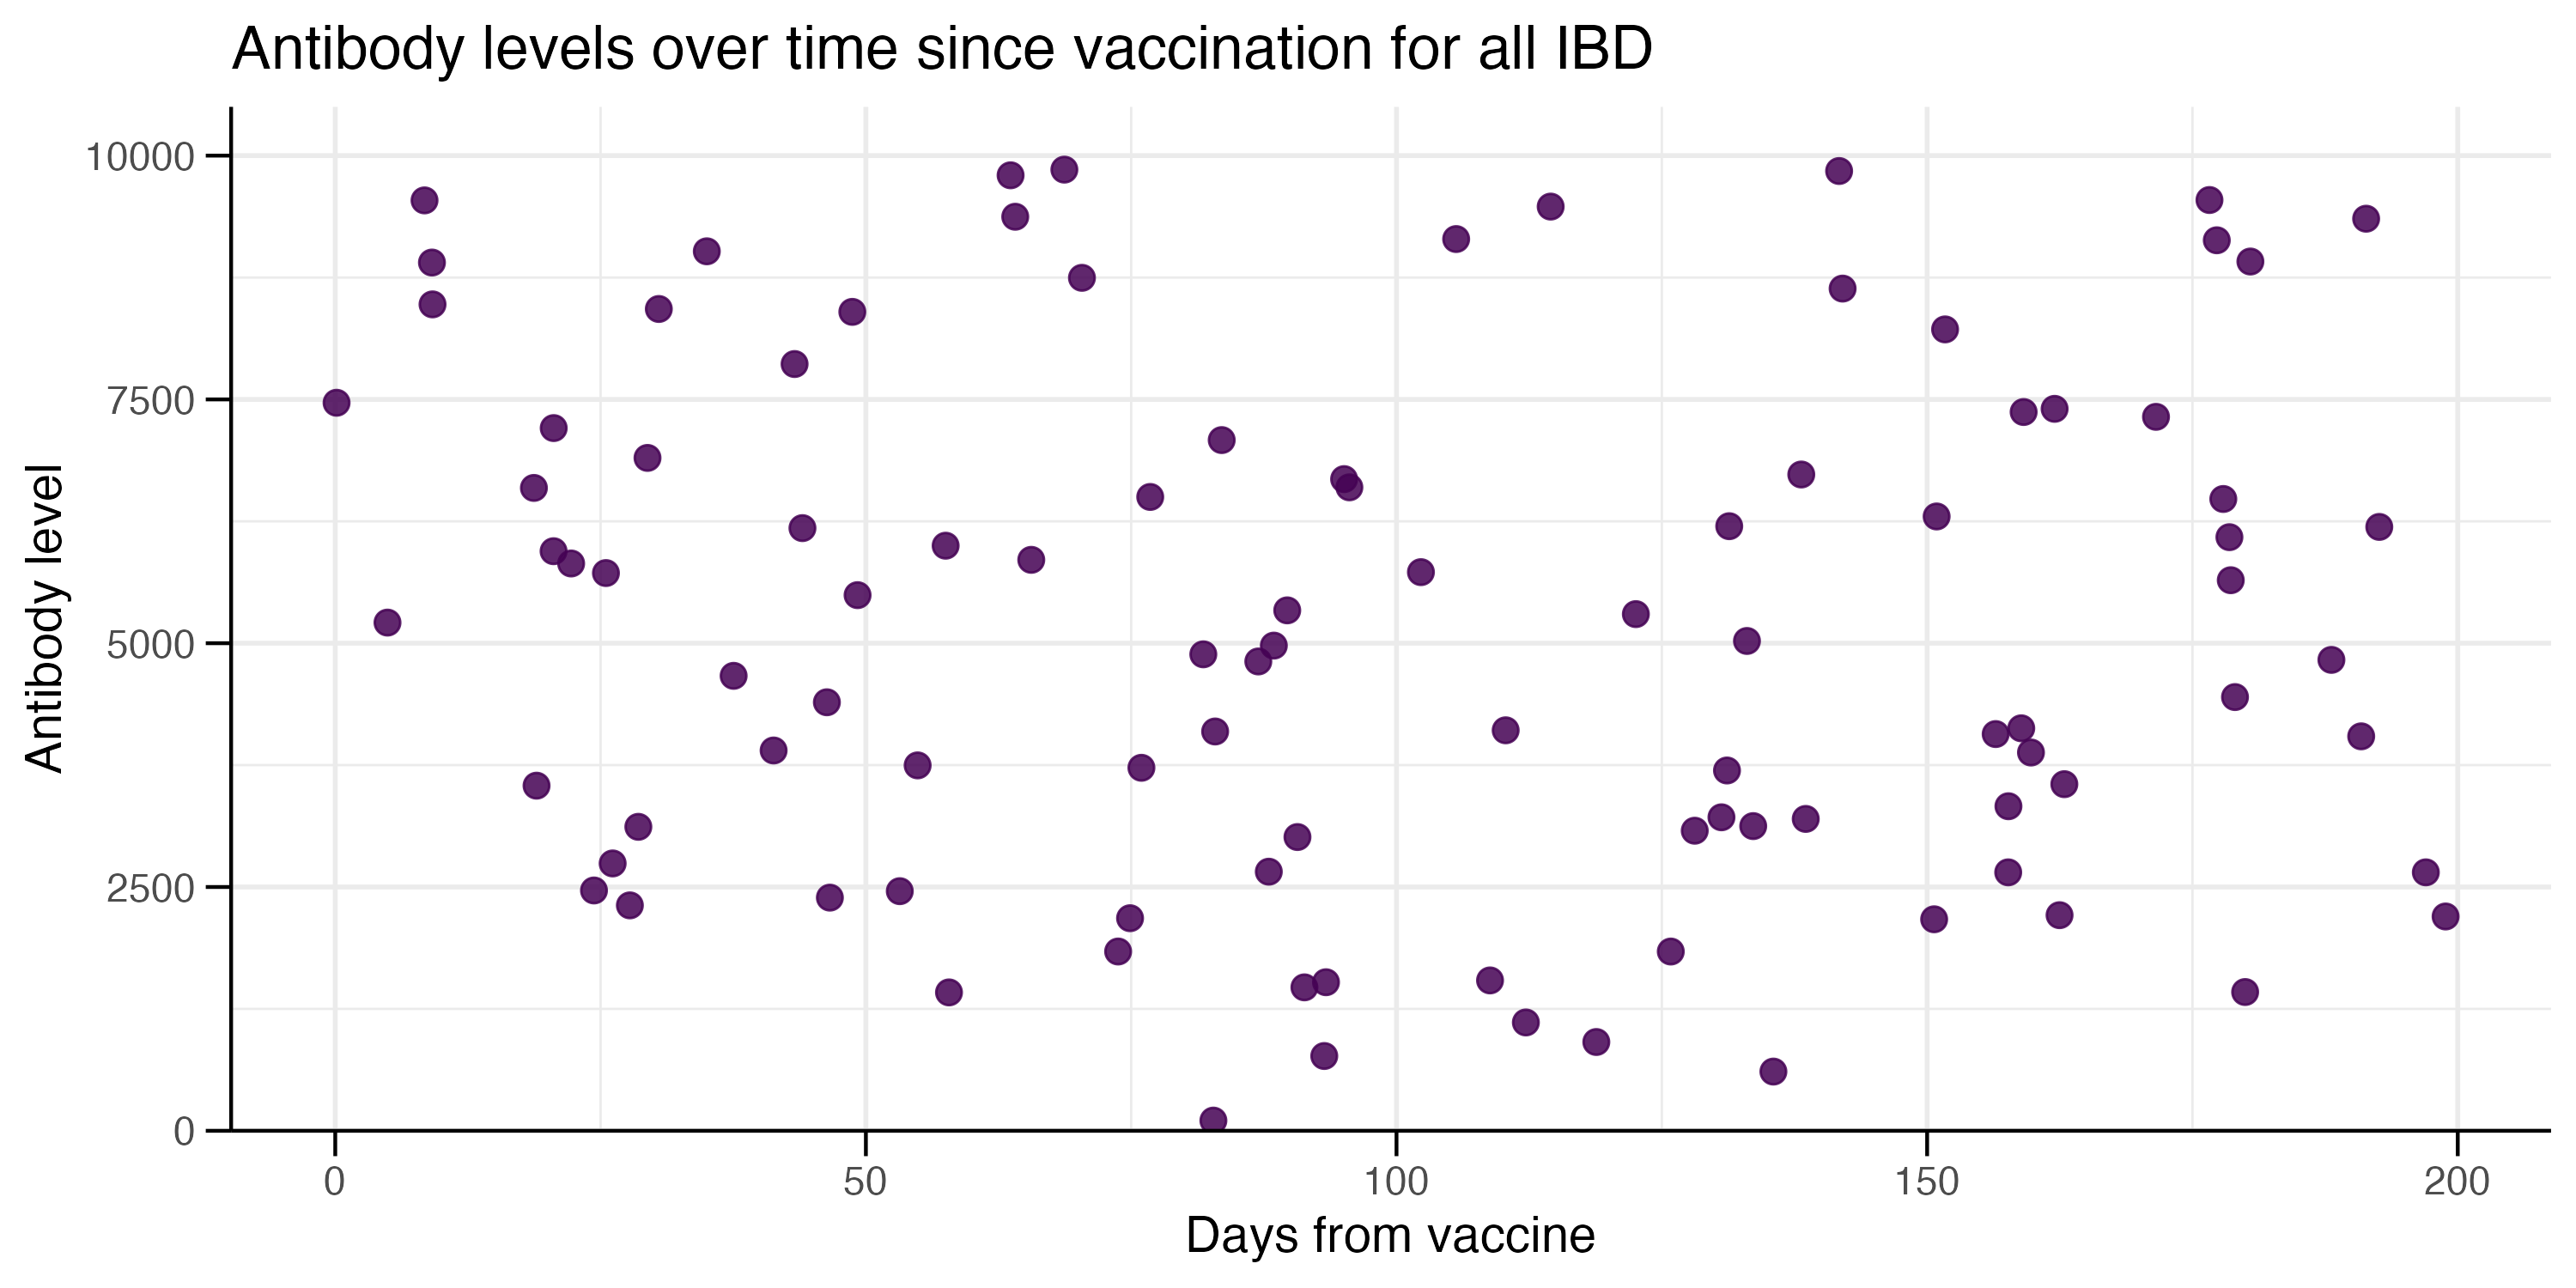 Antibody levels over time since vaccination for all IBD
10000
7500
5000
2500
0
Antibody level
0 50 100 150 200
Days from vaccine